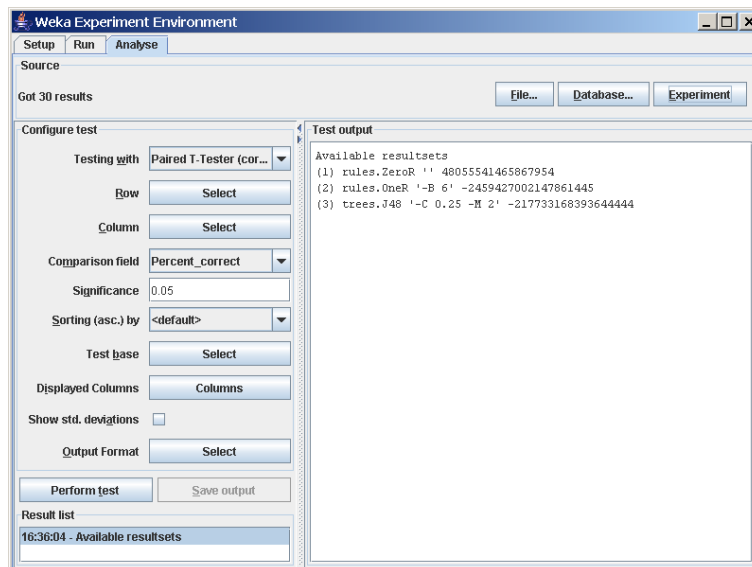 Weka Experiment Environment
Setup Run Analyse
Source
Got 30 results
File... Database... Experiment
Configure test
Testing with Paired T-Tester (cor...
Row Select
Column Select
Comparison field Percent_correct
Significance 0.05
Sorting (asc.) by <default>
Test base Select
Displayed Columns Columns
Show std. deviations
Output Format Select
Perform test Save output
Result list
16:36:04 - Available resultsets
Test output
Available resultsets
(1) rules.ZeroR '' 48055541465867954
(2) rules.OneR '-B 6' -2459427002147861445
(3) trees.J48 '-C 0.25 -M 2' -217733168393644444